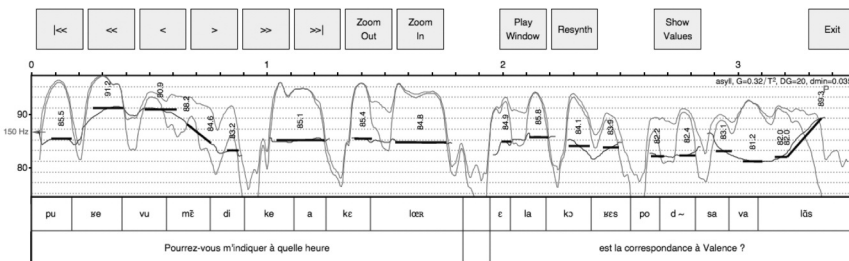 |<< << < > >> >>| Zoom Out Zoom In Play Window Resynth Show Values Exit
0 1 2 3
asyll, G=0.32/T², DG=20, dmin=0.035
90
150 Hz
80
85.5 91.2 90.9 88.2 84.6 83.2 85.1 85.4 84.8 84.9 85.8 84.1 83.9 82.2 82.4 83.1 81.2 82.0 82.0 89.3 P
pu ʁe vu mɛ̃ di ke a kɛ lœʀ ɛ la kɔ ʁɛs po d~ sa va lãs
Pourrez-vous m'indiquer à quelle heure est la correspondance à Valence ?